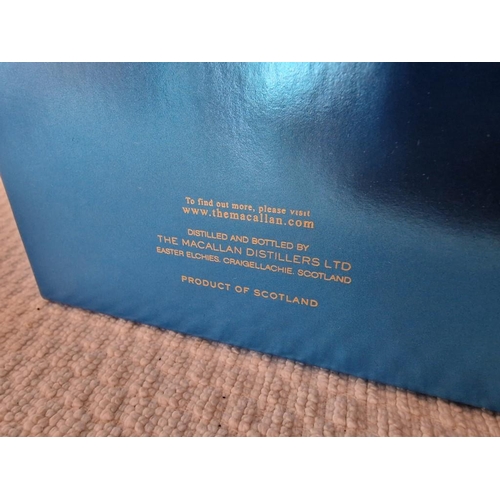 To find out more, please visit
www.themacallan.com
DISTILLED AND BOTTLED BY
THE MACALLAN DISTILLERS LTD
EASTER ELCHIES, CRAIGELLACHIE, SCOTLAND
PRODUCT OF SCOTLAND